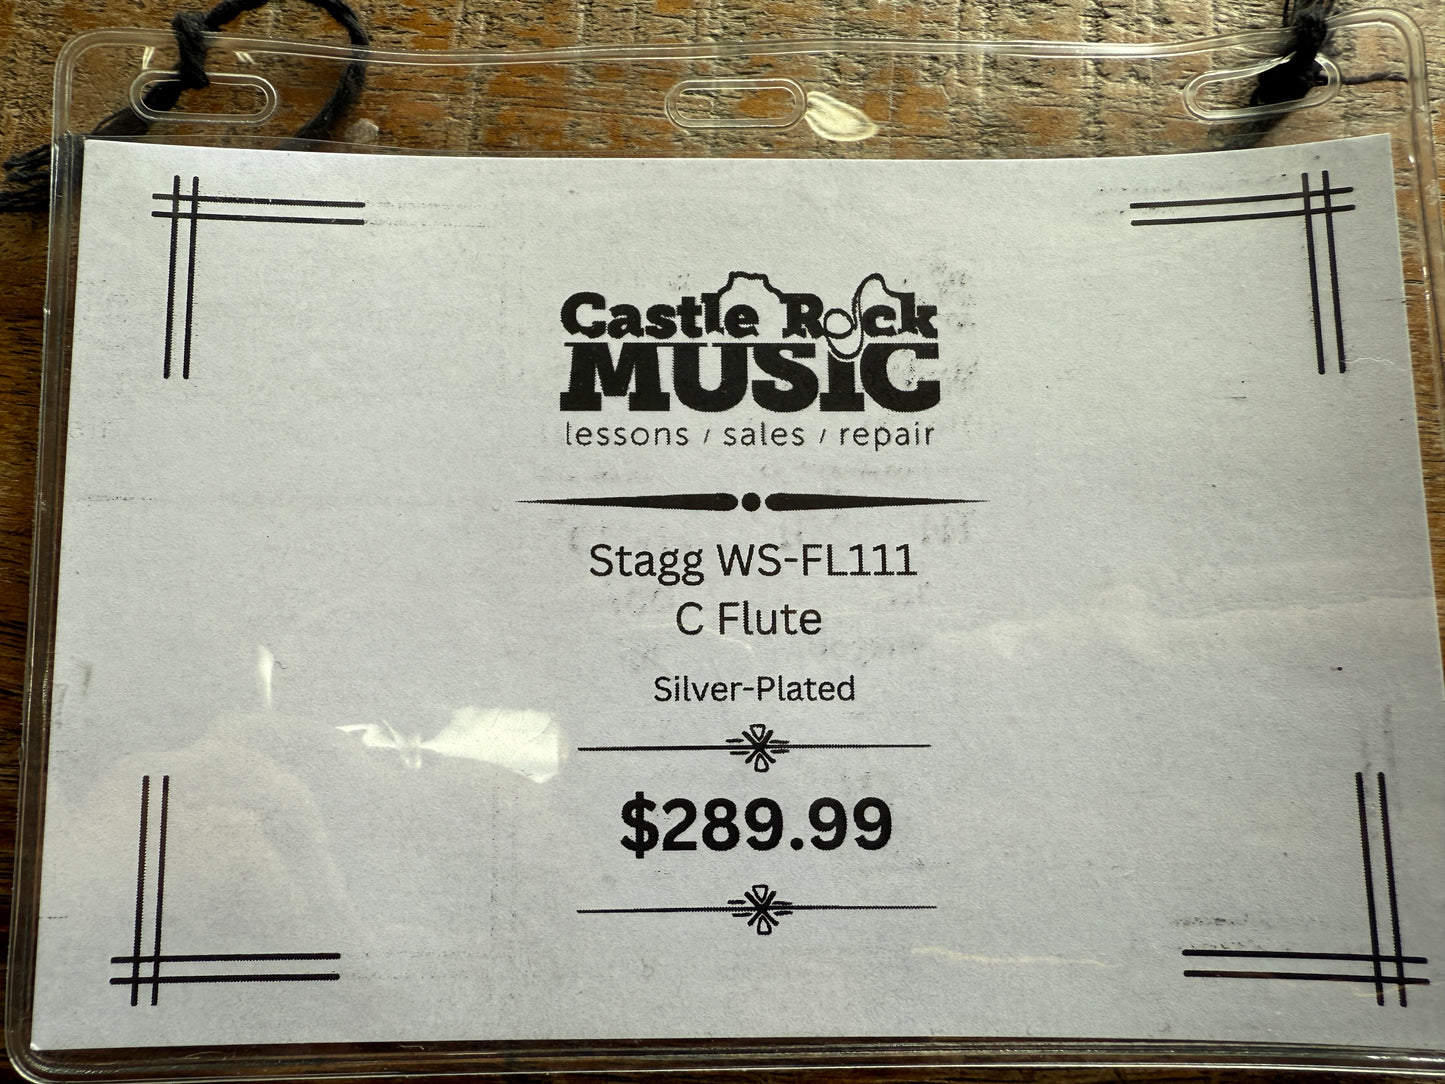 Castle Rock
MUSiC
lessons / sales / repair
Stagg WS-FL111
C Flute
Silver-Plated
$289.99